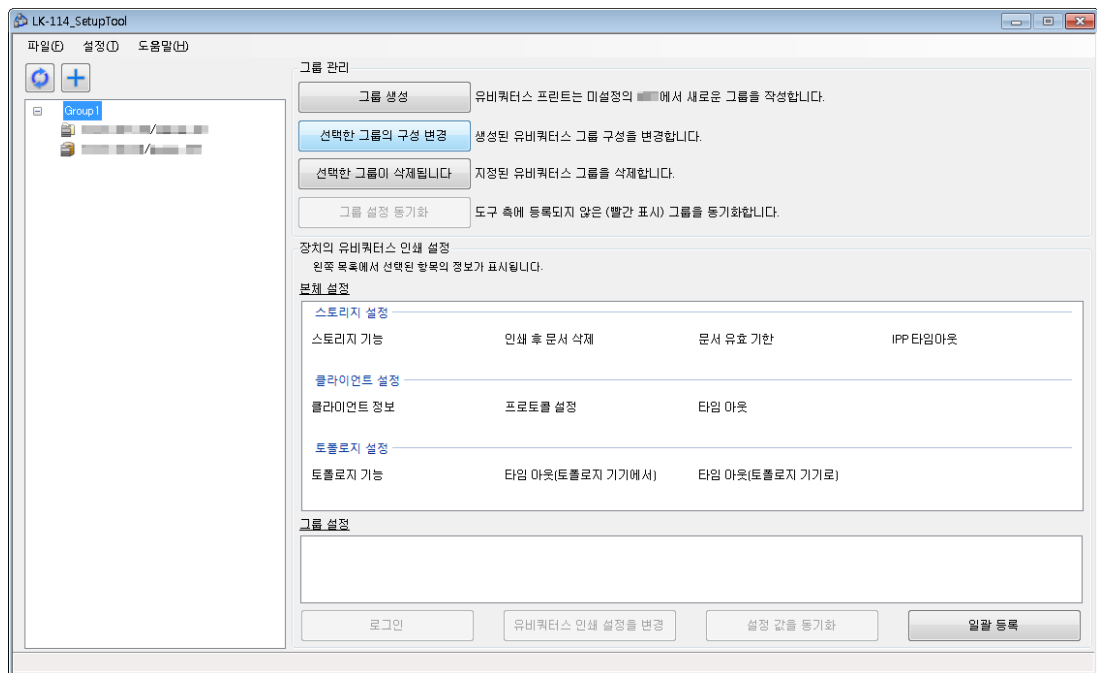 LK-114_SetupTool
파일(F) 설정(T) 도움말(H)
그룹 관리
그룹 생성 유비쿼터스 프린트는 미설정의 에서 새로운 그룹을 작성합니다.
Group1
/
선택한 그룹의 구성 변경 생성된 유비쿼터스 그룹 구성을 변경합니다.
/
선택한 그룹이 삭제됩니다 지정된 유비쿼터스 그룹을 삭제합니다.
그룹 설정 동기화 도구 측에 등록되지 않은 (빨간 표시) 그룹을 동기화합니다.
장치의 유비쿼터스 인쇄 설정
왼쪽 목록에서 선택된 항목의 정보가 표시됩니다.
본체 설정
스토리지 설정
스토리지 기능 인쇄 후 문서 삭제 문서 유효 기한 IPP 타임아웃
클라이언트 설정
클라이언트 정보 프로토콜 설정 타임 아웃
토폴로지 설정
토폴로지 기능 타임 아웃(토폴로지 기기에서) 타임 아웃(토폴로지 기기로)
그룹 설정
로그인 유비쿼터스 인쇄 설정을 변경 설정 값을 동기화 일괄 등록